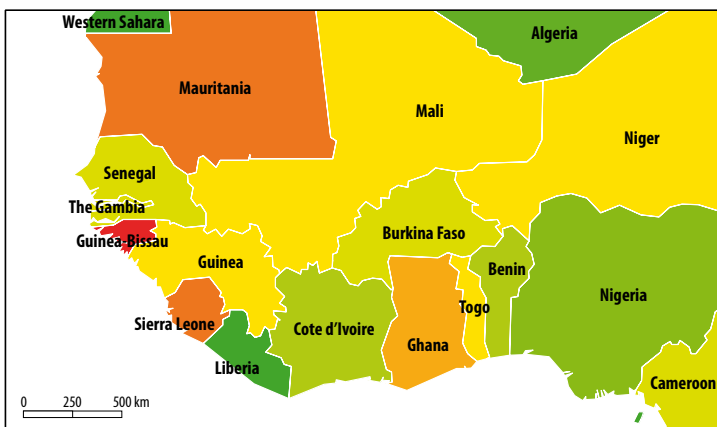 Western Sahara
Algeria
Mauritania
Mali
Niger
Senegal
The Gambia
Guinea-Bissau
Burkina Faso
Guinea
Benin
Nigeria
Togo
Sierra Leone
Cote d'Ivoire
Ghana
Liberia
Cameroon
0 250 500 km